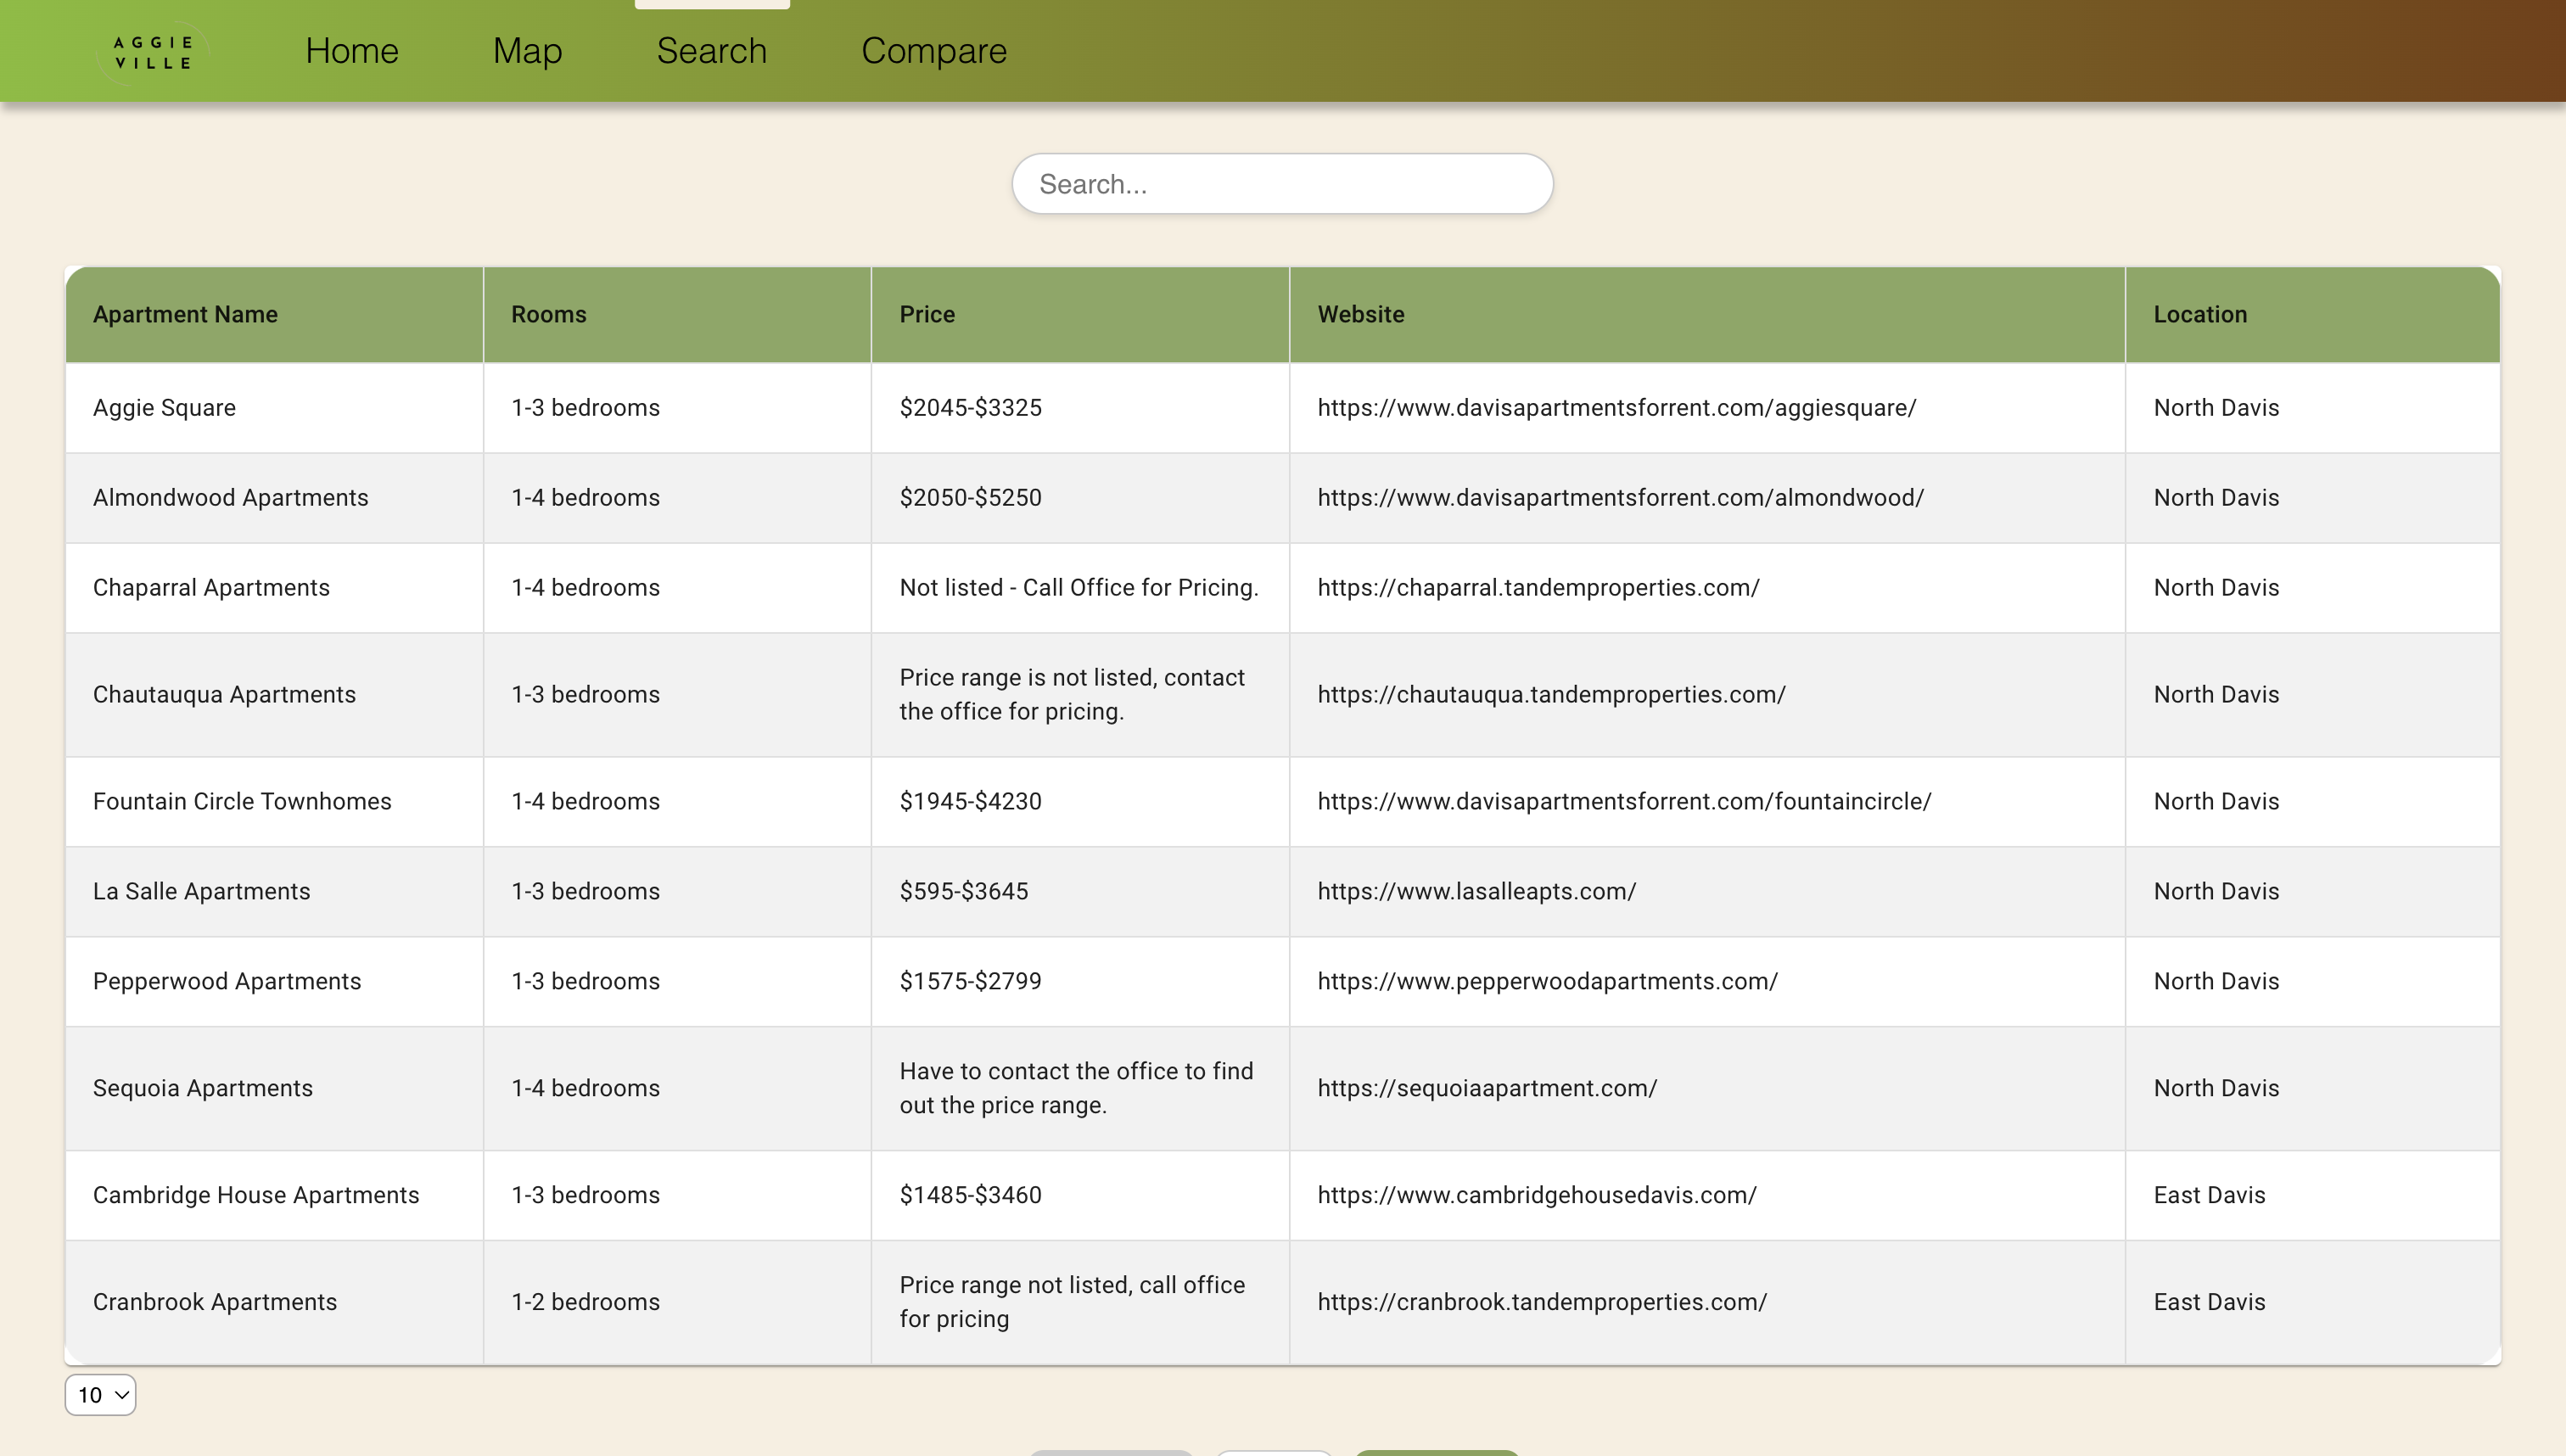 AGGIE
VILLE
Home Map Search Compare
Search...
Apartment Name Rooms Price Website Location
Aggie Square 1-3 bedrooms $2045-$3325 https://www.davisapartmentsforrent.com/aggiesquare/ North Davis
Almondwood Apartments 1-4 bedrooms $2050-$5250 https://www.davisapartmentsforrent.com/almondwood/ North Davis
Chaparral Apartments 1-4 bedrooms Not listed - Call Office for Pricing. https://chaparral.tandemproperties.com/ North Davis
Chautauqua Apartments 1-3 bedrooms Price range is not listed, contact
the office for pricing. https://chautauqua.tandemproperties.com/ North Davis
Fountain Circle Townhomes 1-4 bedrooms $1945-$4230 https://www.davisapartmentsforrent.com/fountaincircle/ North Davis
La Salle Apartments 1-3 bedrooms $595-$3645 https://www.lasalleapts.com/ North Davis
Pepperwood Apartments 1-3 bedrooms $1575-$2799 https://www.pepperwoodapartments.com/ North Davis
Sequoia Apartments 1-4 bedrooms Have to contact the office to find
out the price range. https://sequoiaapartment.com/ North Davis
Cambridge House Apartments 1-3 bedrooms $1485-$3460 https://www.cambridgehousedavis.com/ East Davis
Cranbrook Apartments 1-2 bedrooms Price range not listed, call office
for pricing https://cranbrook.tandemproperties.com/ East Davis
10